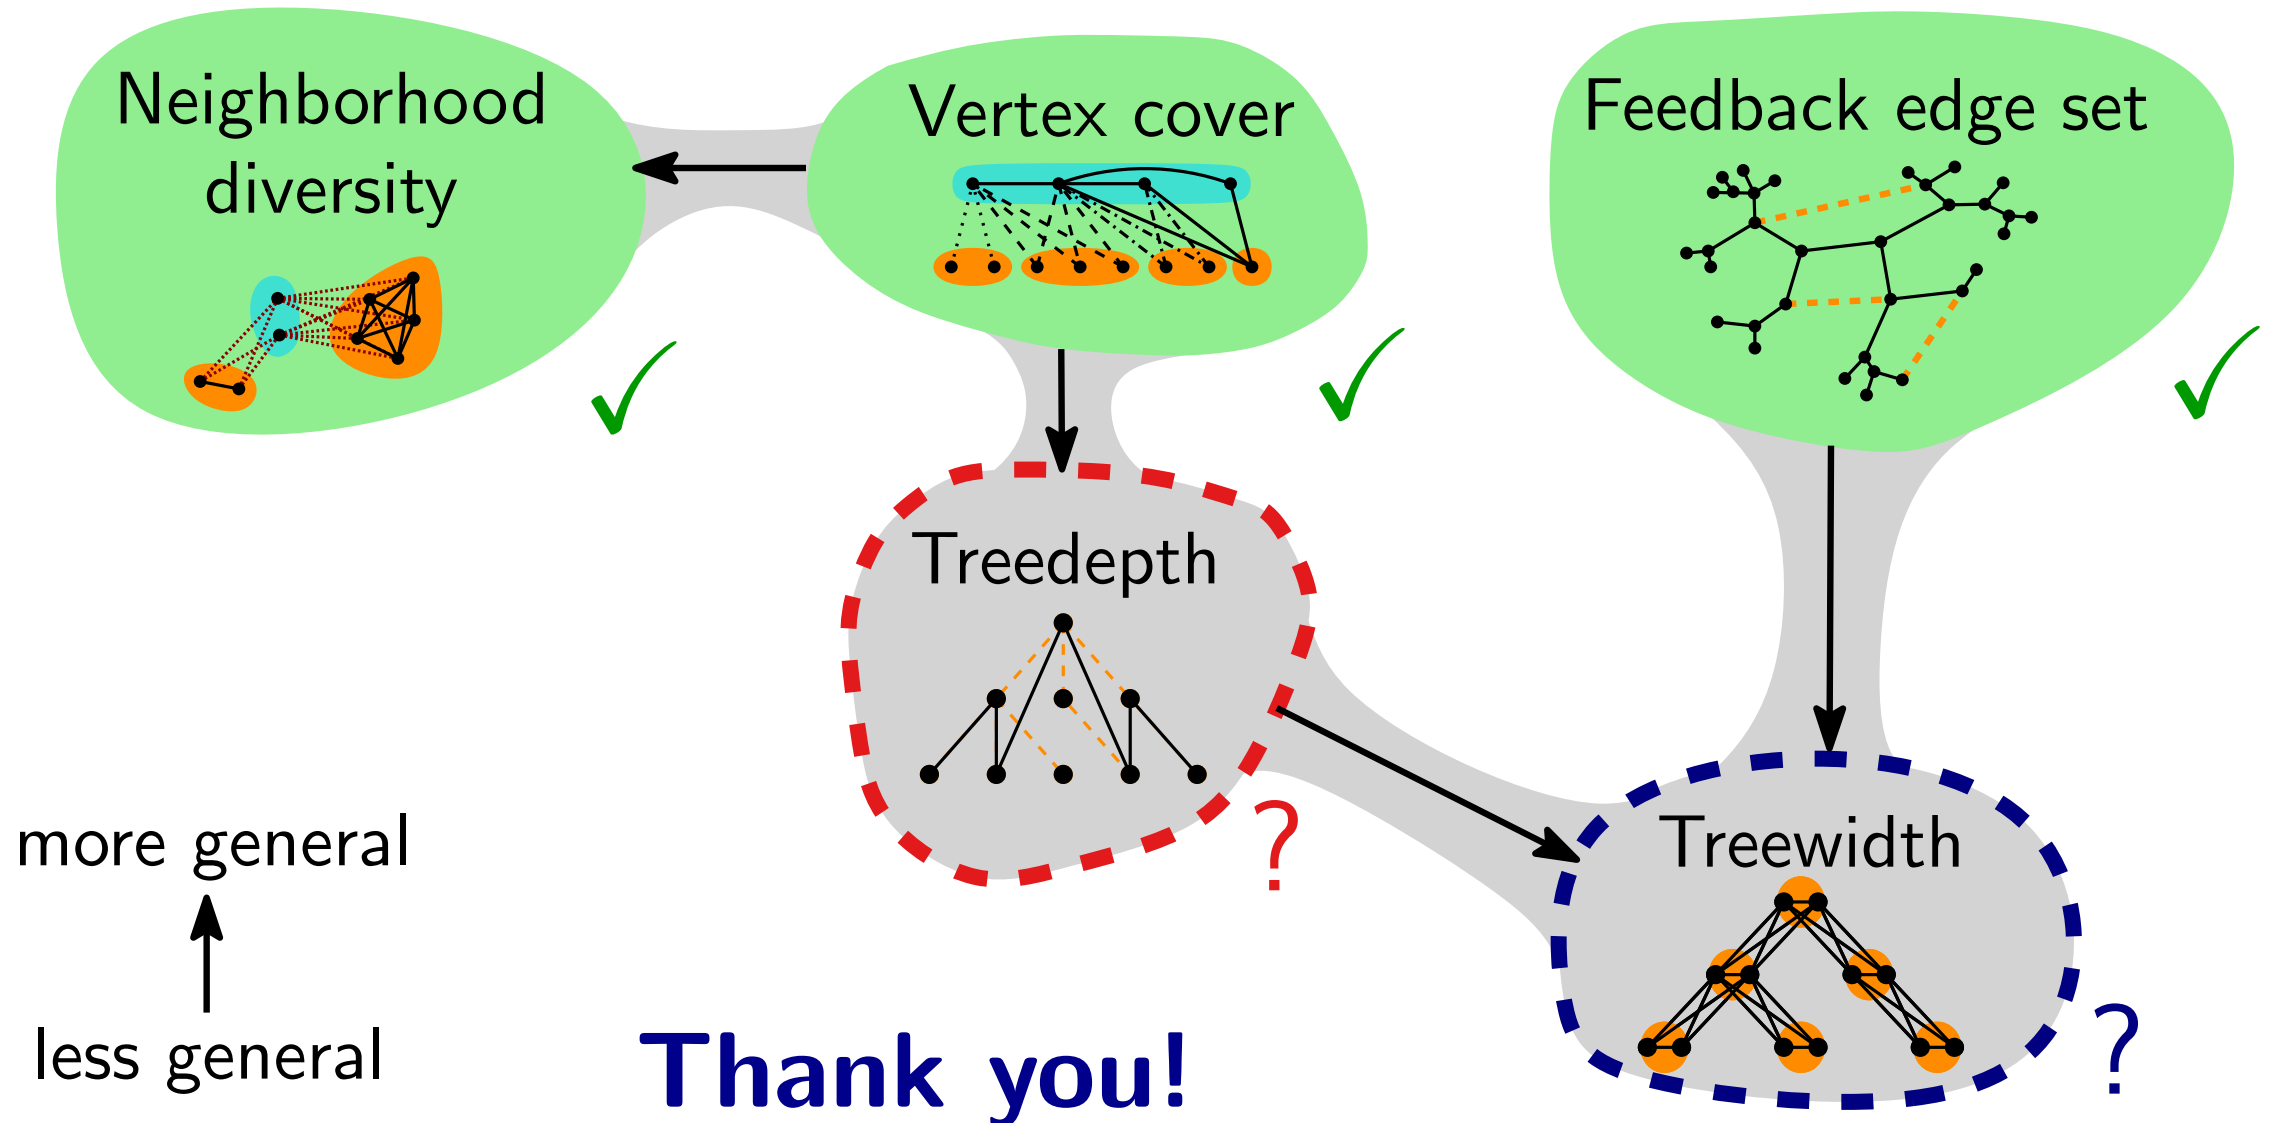 Neighborhood
diversity
Vertex cover
Feedback edge set
Treedepth
?
Treewidth
?
more general
less general
Thank you!